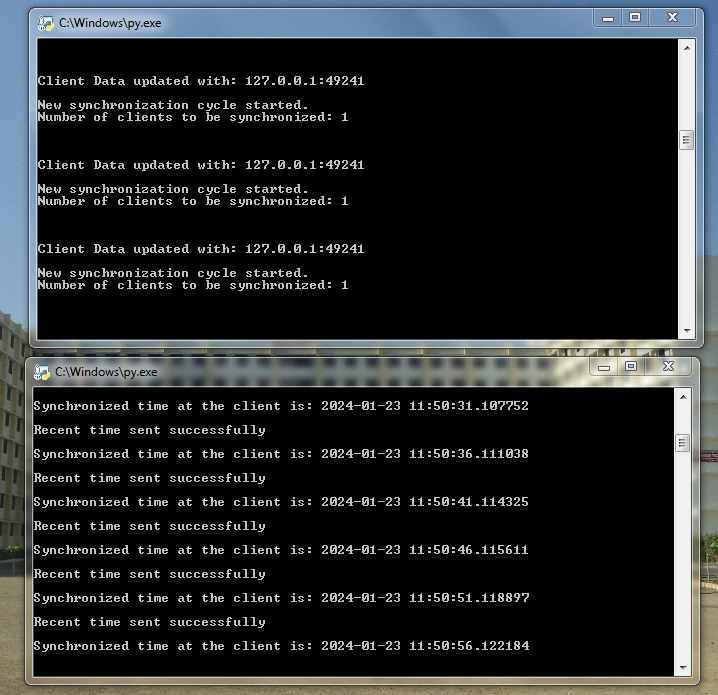 C:\Windows\py.exe
Client Data updated with: 127.0.0.1:49241
New synchronization cycle started.
Number of clients to be synchronized: 1
Client Data updated with: 127.0.0.1:49241
New synchronization cycle started.
Number of clients to be synchronized: 1
Client Data updated with: 127.0.0.1:49241
New synchronization cycle started.
Number of clients to be synchronized: 1
C:\Windows\py.exe
Synchronized time at the client is: 2024-01-23 11:50:31.107752
Recent time sent successfully
Synchronized time at the client is: 2024-01-23 11:50:36.111038
Recent time sent successfully
Synchronized time at the client is: 2024-01-23 11:50:41.114325
Recent time sent successfully
Synchronized time at the client is: 2024-01-23 11:50:46.115611
Recent time sent successfully
Synchronized time at the client is: 2024-01-23 11:50:51.118897
Recent time sent successfully
Synchronized time at the client is: 2024-01-23 11:50:56.122184